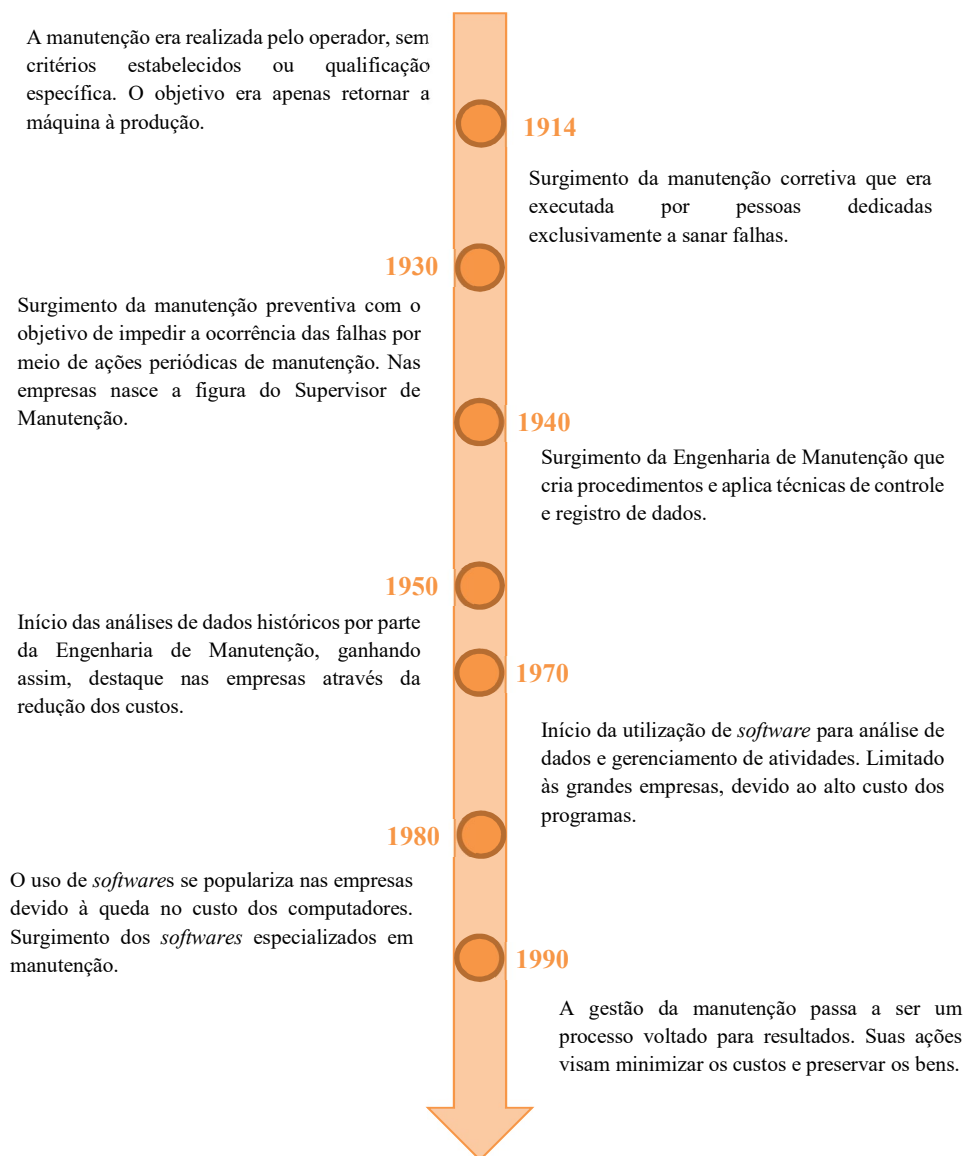 A manutenção era realizada pelo operador, sem
critérios estabelecidos ou qualificação
específica. O objetivo era apenas retornar a
máquina à produção.
1914
Surgimento da manutenção corretiva que era
executada por pessoas dedicadas
exclusivamente a sanar falhas.
1930
Surgimento da manutenção preventiva com o
objetivo de impedir a ocorrência das falhas por
meio de ações periódicas de manutenção. Nas
empresas nasce a figura do Supervisor de
Manutenção.
1940
Surgimento da Engenharia de Manutenção que
cria procedimentos e aplica técnicas de controle
e registro de dados.
1950
Início das análises de dados históricos por parte
da Engenharia de Manutenção, ganhando
assim, destaque nas empresas através da
redução dos custos.
1970
Início da utilização de software para análise de
dados e gerenciamento de atividades. Limitado
às grandes empresas, devido ao alto custo dos
programas.
1980
O uso de softwares se populariza nas empresas
devido à queda no custo dos computadores.
Surgimento dos softwares especializados em
manutenção.
1990
A gestão da manutenção passa a ser um
processo voltado para resultados. Suas ações
visam minimizar os custos e preservar os bens.